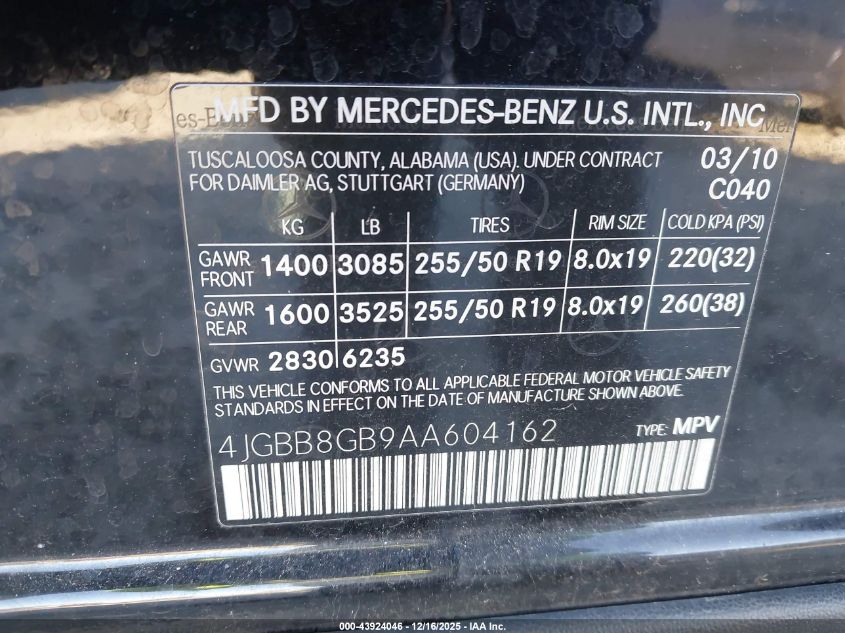 MFD BY MERCEDES-BENZ U.S. INTL., INC
TUSCALOOSA COUNTY, ALABAMA (USA). UNDER CONTRACT 03/10
FOR DAIMLER AG, STUTTGART (GERMANY) C040
KG LB TIRES RIM SIZE COLD KPA (PSI)
GAWR FRONT 1400 3085 255/50 R19 8.0x19 220(32)
GAWR REAR 1600 3525 255/50 R19 8.0x19 260(38)
GVWR 2830 6235
THIS VEHICLE CONFORMS TO ALL APPLICABLE FEDERAL MOTOR VEHICLE SAFETY
STANDARDS IN EFFECT ON THE DATE OF MANUFACTURE SHOWN ABOVE.
4JGBB8GB9AA604162 TYPE: MPV
000-43924046 - 12/16/2025 - IAA Inc.